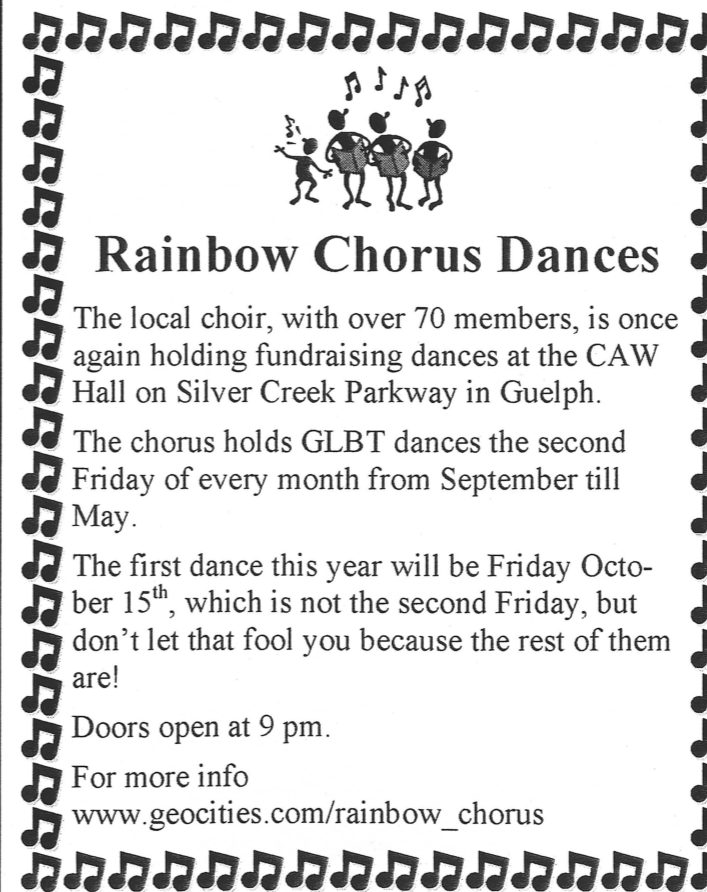 Rainbow Chorus Dances
The local choir, with over 70 members, is once
again holding fundraising dances at the CAW
Hall on Silver Creek Parkway in Guelph.
The chorus holds GLBT dances the second
Friday of every month from September till
May.
The first dance this year will be Friday Octo-
ber 15th, which is not the second Friday, but
don't let that fool you because the rest of them
are!
Doors open at 9 pm.
For more info
www.geocities.com/rainbow_chorus